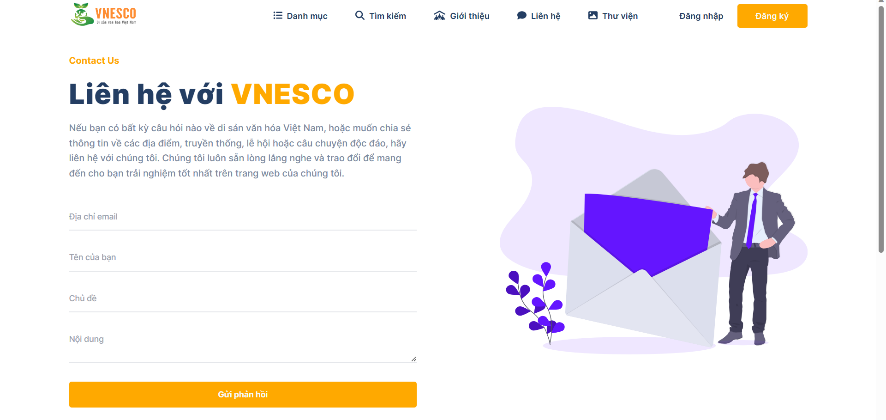 VNESCO
Danh mục
Tìm kiếm
Giới thiệu
Liên hệ
Thư viện
Đăng nhập
Đăng ký
Contact Us
Liên hệ với VNESCO
Nếu bạn có bất kỳ câu hỏi nào về di sản văn hóa Việt Nam, hoặc muốn chia sẻ
thông tin về các địa điểm, truyền thống, lễ hội hoặc câu chuyện độc đáo, hãy
liên hệ với chúng tôi. Chúng tôi luôn sẵn lòng lắng nghe và trao đổi để mang
đến cho bạn trải nghiệm tốt nhất trên trang web của chúng tôi.
Địa chỉ email
Tên của bạn
Chủ đề
Nội dung
Gửi phản hồi